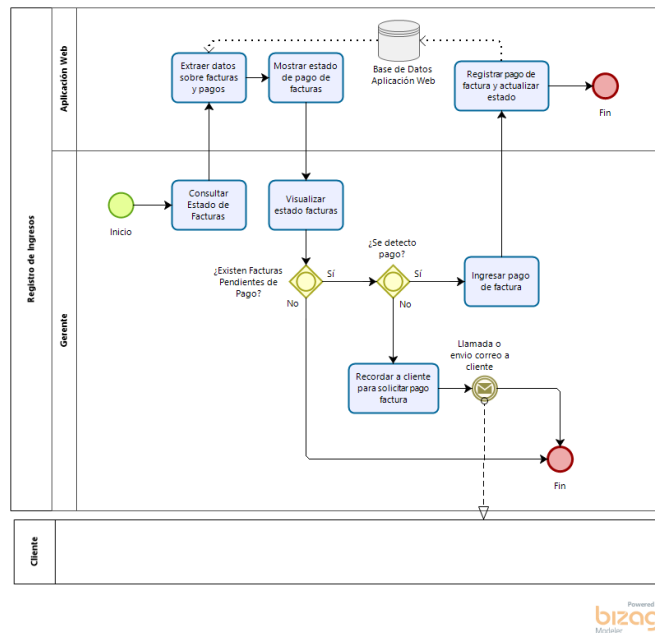 Registro de Ingresos
Aplicación Web
Extraer datos
sobre facturas
y pagos
Mostrar estado
de pago de
facturas
Base de Datos
Aplicación Web
Registrar pago de
factura y actualizar
estado
Fin
Gerente
Inicio
Consultar
Estado de
Facturas
Visualizar
estado facturas
¿Existen Facturas
Pendientes de
Pago?
Sí
No
¿Se detecto
pago?
Sí
No
Ingresar pago
de factura
Recordar a cliente
para solicitar pago
factura
Llamada o
envio correo a
cliente
Fin
Cliente
Powered
bizag
Modeler